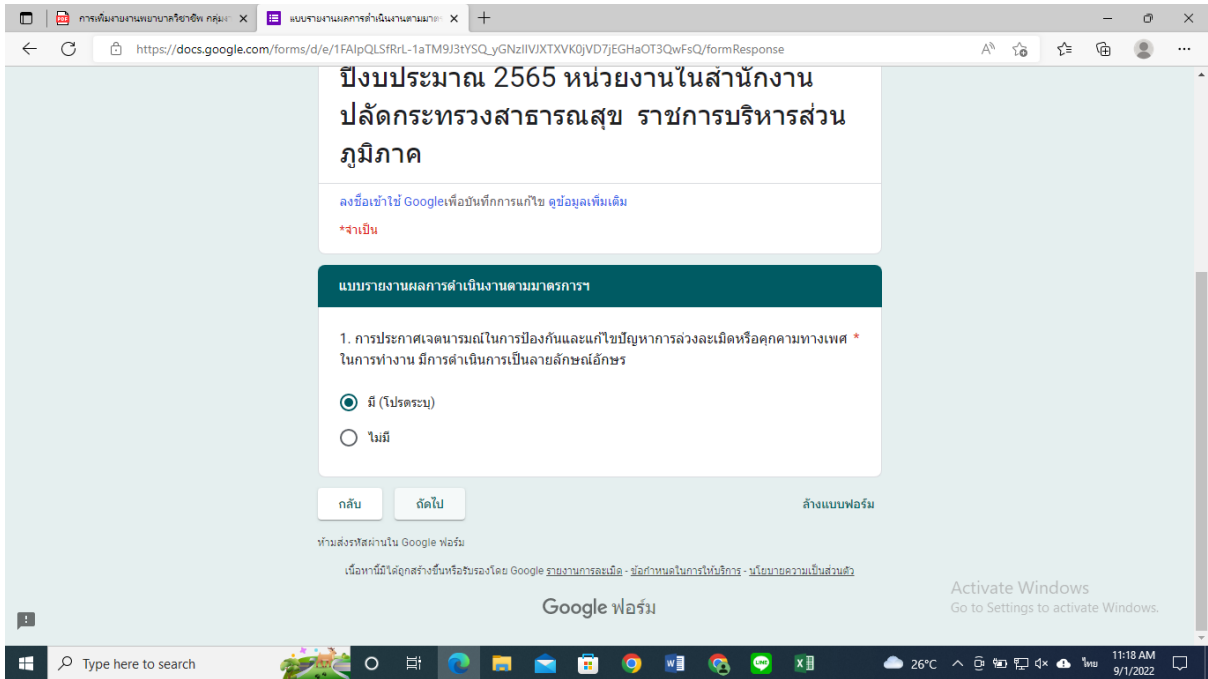 การเพิ่มงานงานพยาบาลวิชาชีพ กลุ่มง
แบบรายงานผลการดำเนินงานตามมาต
https://docs.google.com/forms/d/e/1FAIpQLSfRrL-1aTM9J3tYSQ_yGNzIIVJXTXVK0jVD7jEGHaOT3QwFsQ/formResponse
ปีงบประมาณ 2565 หน่วยงานในสำนักงาน
ปลัดกระทรวงสาธารณสุข ราชการบริหารส่วน
ภูมิภาค
ลงชื่อเข้าใช้ Googleเพื่อบันทึกการแก้ไข ดูข้อมูลเพิ่มเติม
*จำเป็น
แบบรายงานผลการดำเนินงานตามมาตรการฯ
1. การประกาศเจตนารมณ์ในการป้องกันและแก้ไขปัญหาการล่วงละเมิดหรือคุกคามทางเพศ *
ในการทำงาน มีการดำเนินการเป็นลายลักษณ์อักษร
มี (โปรดระบุ)
ไม่มี
กลับ ถัดไป ล้างแบบฟอร์ม
ห้ามส่งรหัสผ่านใน Google ฟอร์ม
เนื้อหานี้มิได้ถูกสร้างขึ้นหรือรับรองโดย Google รายงานการละเมิด - ข้อกำหนดในการให้บริการ - นโยบายความเป็นส่วนตัว
Google ฟอร์ม
Activate Windows
Go to Settings to activate Windows.
Type here to search
26°C
ไทย
11:18 AM
9/1/2022